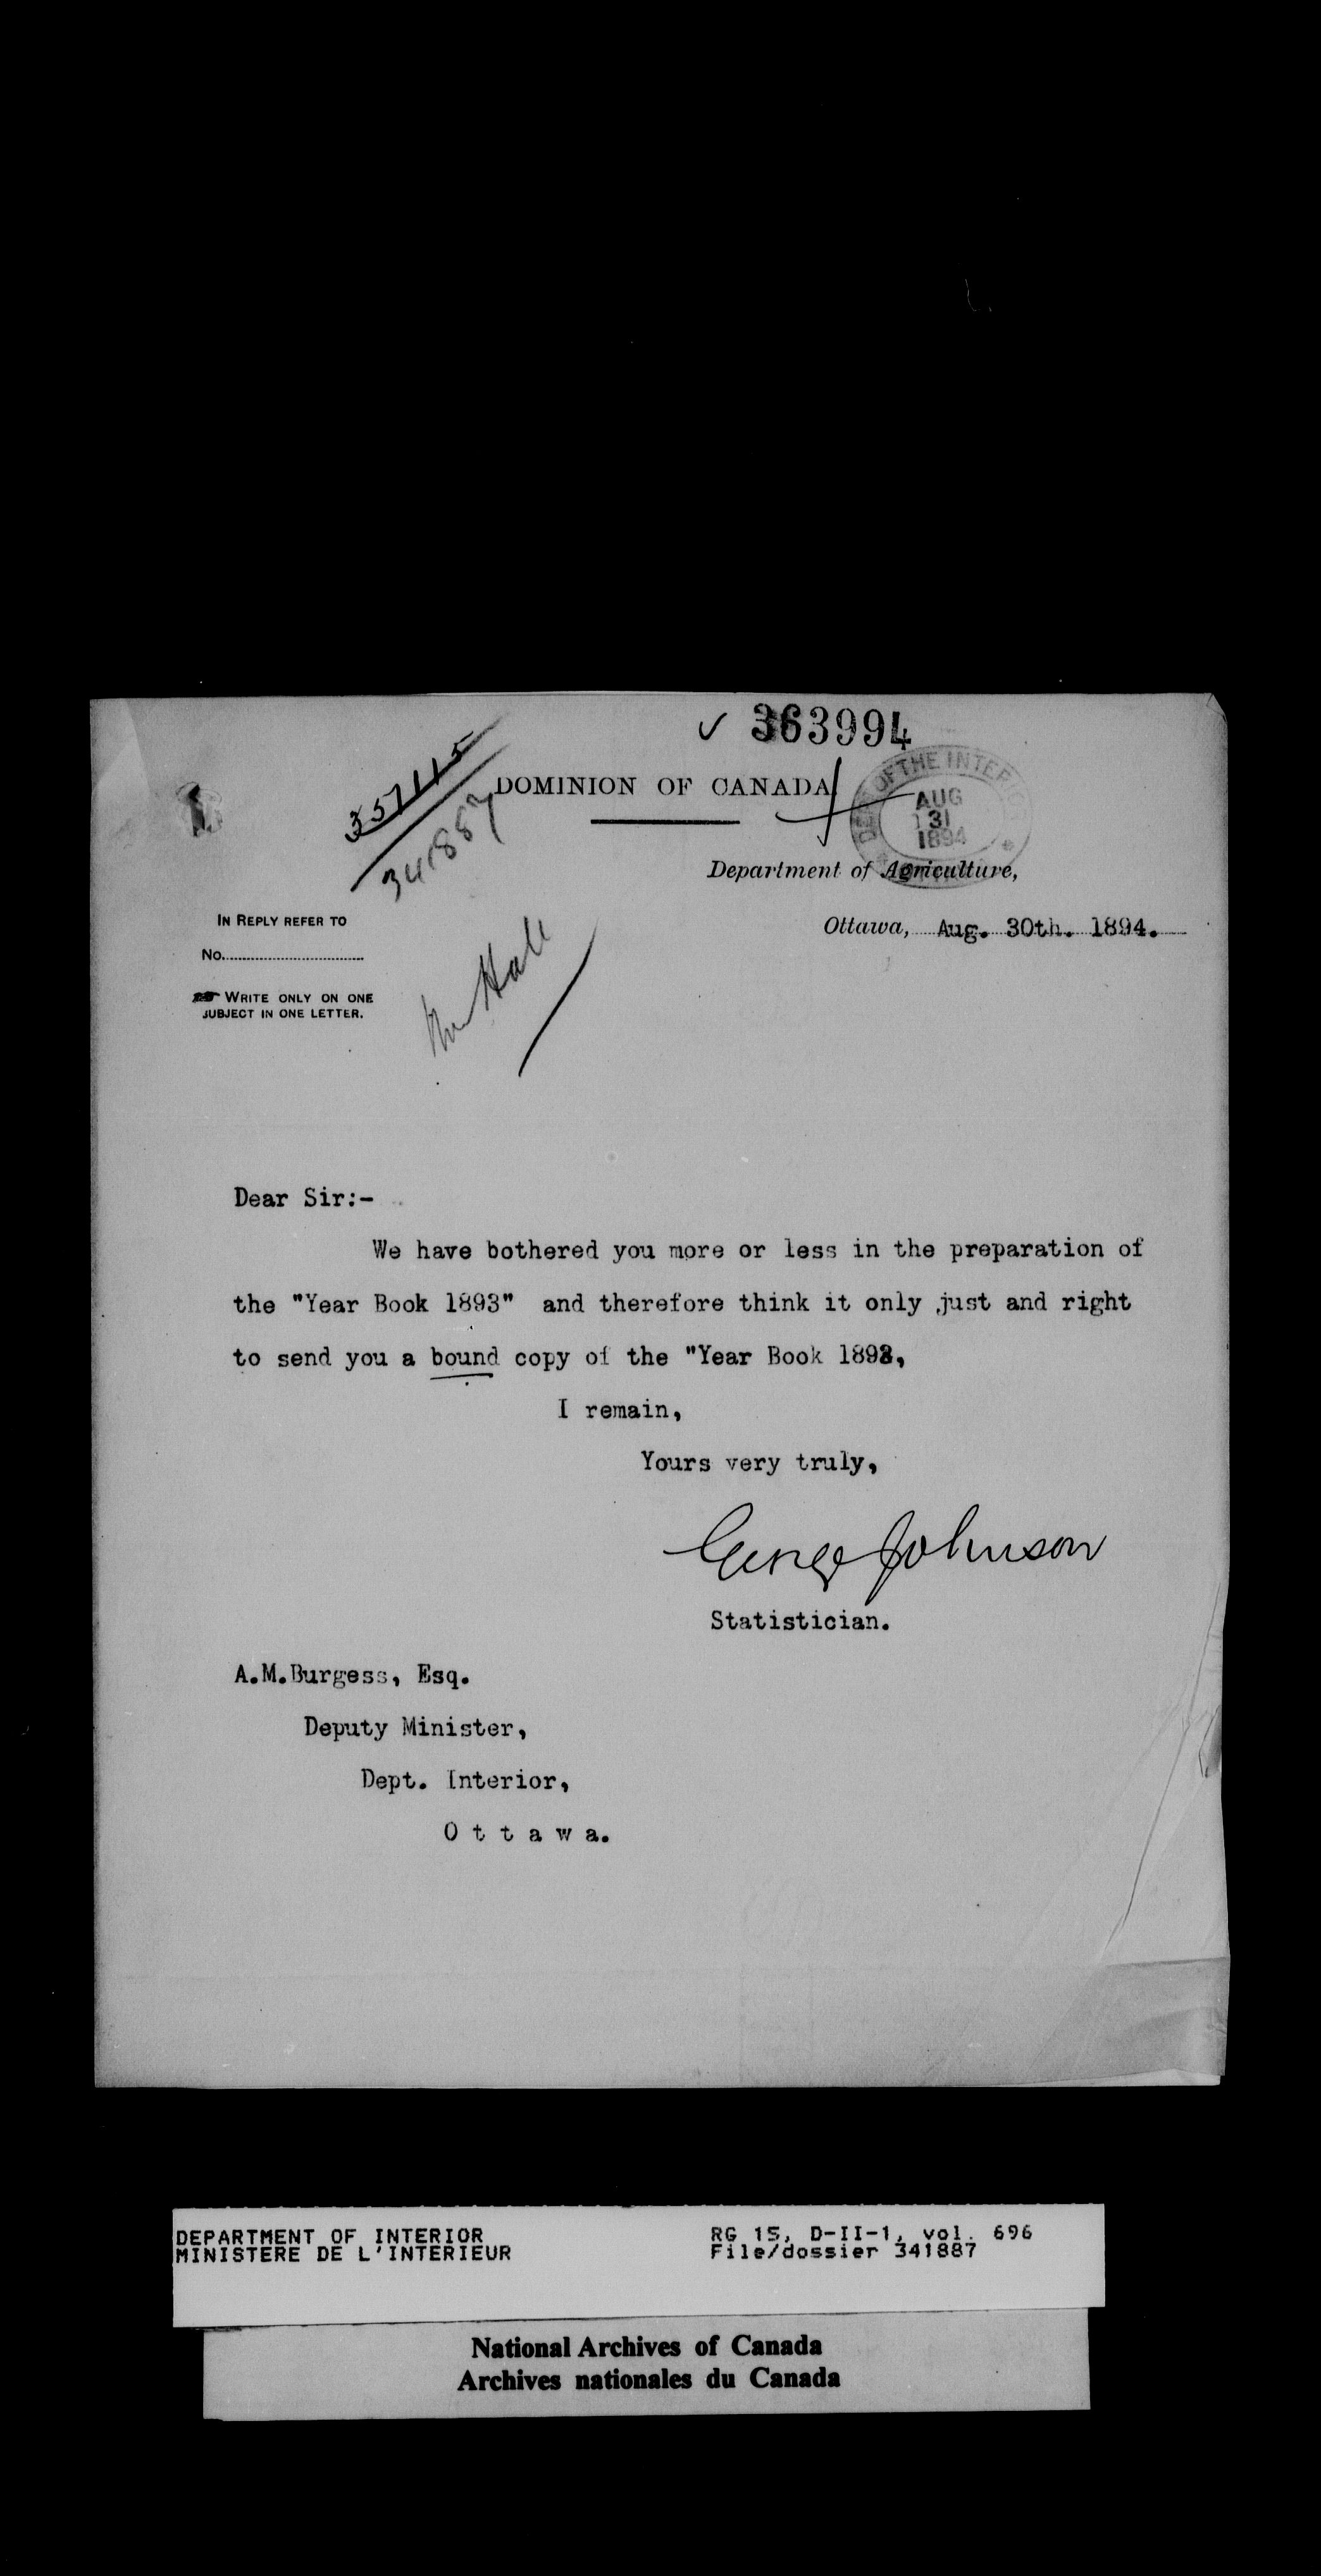 ✓ 363994
357115
341887
DOMINION OF CANADA
DEPT OF THE INTERIOR
AUG
31
1894
Department of Agriculture,
IN REPLY REFER TO
No.
Ottawa, Aug. 30th. 1894.
WRITE ONLY ON ONE
SUBJECT IN ONE LETTER.
Mr Hall
Dear Sir:-
We have bothered you more or less in the preparation of
the "Year Book 1893" and therefore think it only just and right
to send you a bound copy of the "Year Book 1893,
I remain,
Yours very truly,
George Johnson
Statistician.
A.M.Burgess, Esq.
Deputy Minister,
Dept. Interior,
O t t a w a.
DEPARTMENT OF INTERIOR
MINISTERE DE L'INTERIEUR
RG 15, D-II-1, vol. 696
File/dossier 341887
National Archives of Canada
Archives nationales du Canada